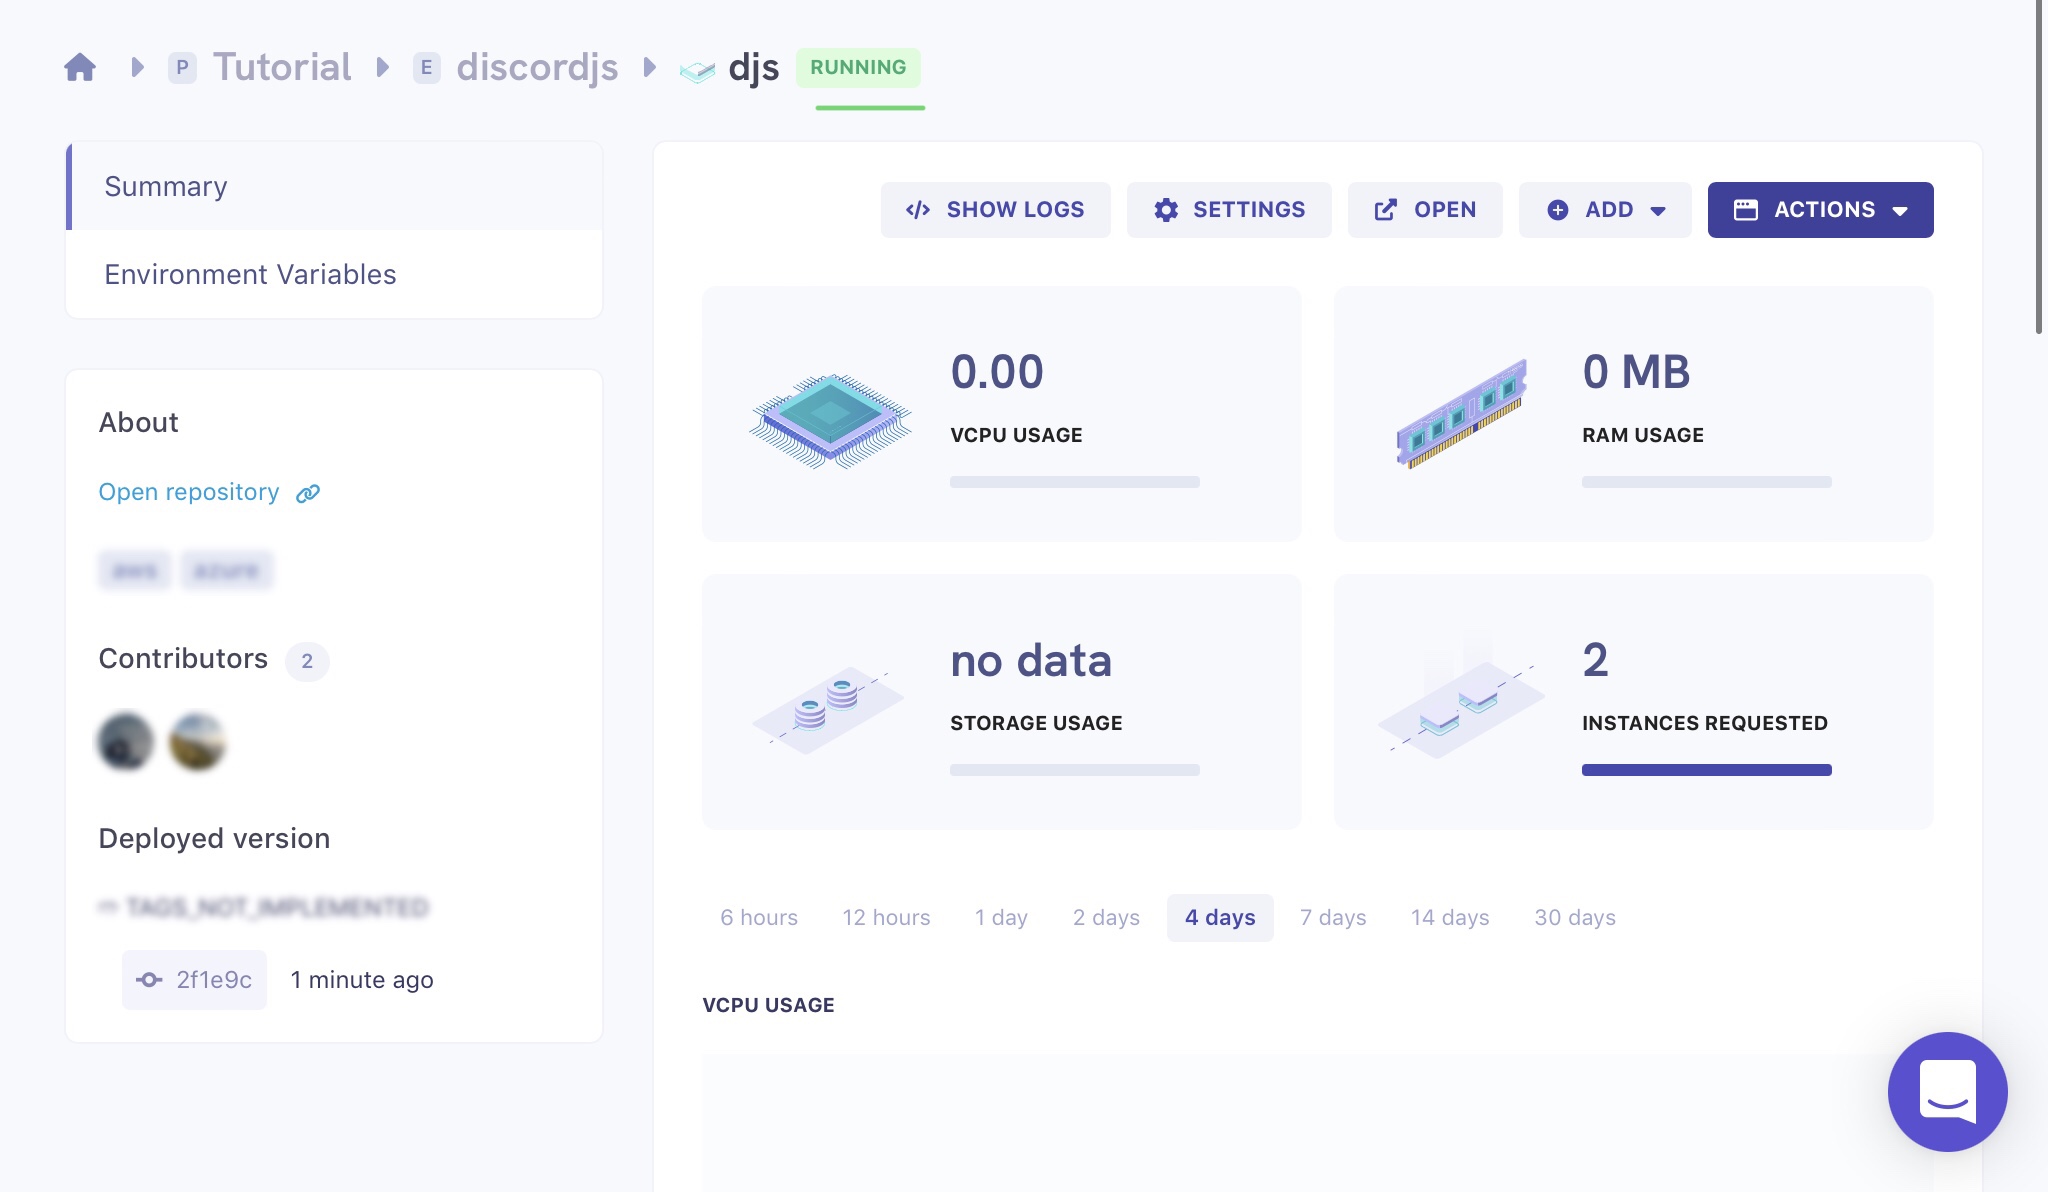 P Tutorial E discordjs djs RUNNING
Summary
Environment Variables
About
Open repository
aws azure
Contributors 2
Deployed version
TAGS_NOT_IMPLEMENTED
2f1e9c 1 minute ago
SHOW LOGS SETTINGS OPEN ADD ACTIONS
0.00
VCPU USAGE
0 MB
RAM USAGE
no data
STORAGE USAGE
2
INSTANCES REQUESTED
6 hours 12 hours 1 day 2 days 4 days 7 days 14 days 30 days
VCPU USAGE